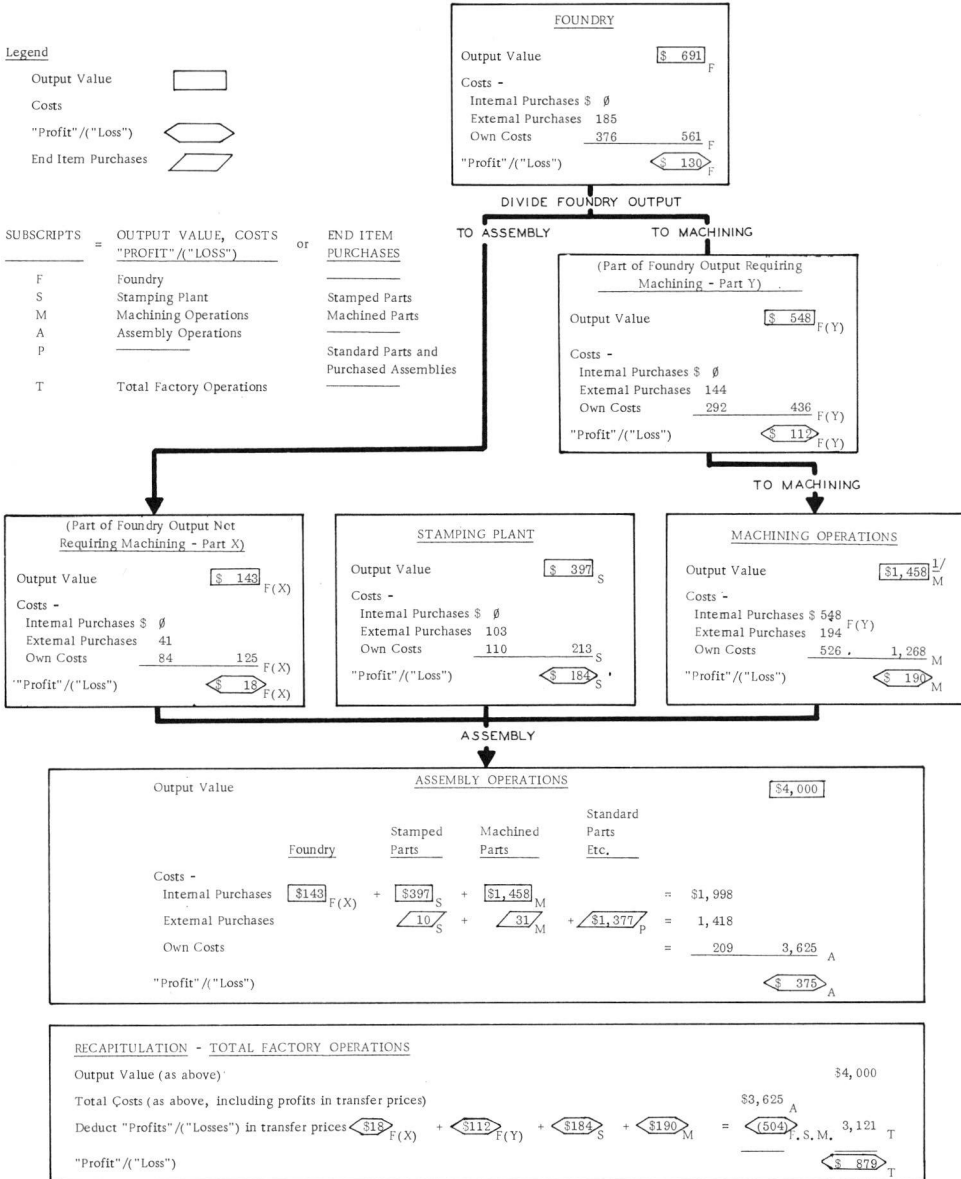 FOUNDRY
Output Value $ 691 F
Costs -
Internal Purchases $ ∅
External Purchases 185
Own Costs 376 561 F
"Profit"/("Loss") $ 130 F
Legend
Output Value
Costs
"Profit"/("Loss")
End Item Purchases
DIVIDE FOUNDRY OUTPUT
TO ASSEMBLY TO MACHINING
SUBSCRIPTS = OUTPUT VALUE, COSTS or END ITEM
"PROFIT"/("LOSS") PURCHASES
F Foundry
S Stamping Plant Stamped Parts
M Machining Operations Machined Parts
A Assembly Operations
P Standard Parts and
Purchased Assemblies
T Total Factory Operations
(Part of Foundry Output Requiring
Machining - Part Y)
Output Value $ 548 F(Y)
Costs -
Internal Purchases $ ∅
External Purchases 144
Own Costs 292 436 F(Y)
"Profit"/("Loss") $ 112 F(Y)
TO MACHINING
(Part of Foundry Output Not
Requiring Machining - Part X)
Output Value $ 143 F(X)
Costs -
Internal Purchases $ ∅
External Purchases 41
Own Costs 84 125 F(X)
"Profit"/("Loss") $ 18 F(X)
STAMPING PLANT
Output Value $ 397 S
Costs -
Internal Purchases $ ∅
External Purchases 103
Own Costs 110 213 S
"Profit"/("Loss") $ 184 S
MACHINING OPERATIONS
Output Value $1,458 1/ M
Costs -
Internal Purchases $ 548 F(Y)
External Purchases 194
Own Costs 526 . 1,268 M
"Profit"/("Loss") $ 190 M
ASSEMBLY
ASSEMBLY OPERATIONS
Output Value $4,000
Standard
Stamped Machined Parts
Foundry Parts Parts Etc.
Costs -
Internal Purchases $143 F(X) + $397 S + $1,458 M = $1,998
External Purchases 10 S + 31 M + $1,377 P = 1,418
Own Costs = 209 3,625 A
"Profit"/("Loss") $ 375 A
RECAPITULATION - TOTAL FACTORY OPERATIONS
Output Value (as above) $4,000
Total Costs (as above, including profits in transfer prices) $3,625 A
Deduct "Profits"/("Losses") in transfer prices $18 F(X) + $112 F(Y) + $184 S + $190 M = (504) F.S.M. 3,121 T
"Profit"/("Loss") $ 879 T